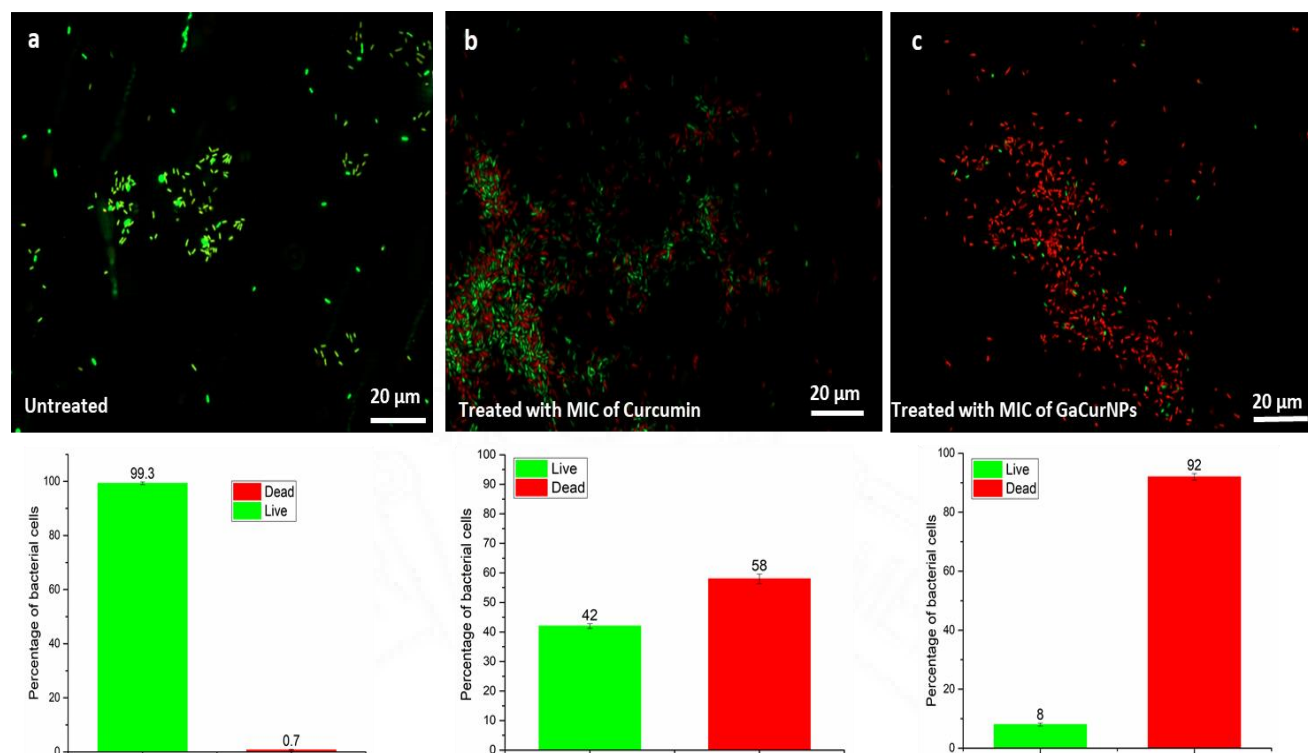 a
b
c
Untreated
20 µm
Treated with MIC of Curcumin
20 µm
Treated with MIC of GaCurNPs
20 µm
Percentage of bacterial cells
100
80
60
40
20
0
99.3
0.7
Dead
Live
Percentage of bacterial cells
100
90
80
70
60
50
40
30
20
10
0
Live
Dead
42
58
Percentage of bacterial cells
100
80
60
40
20
0
Live
Dead
8
92